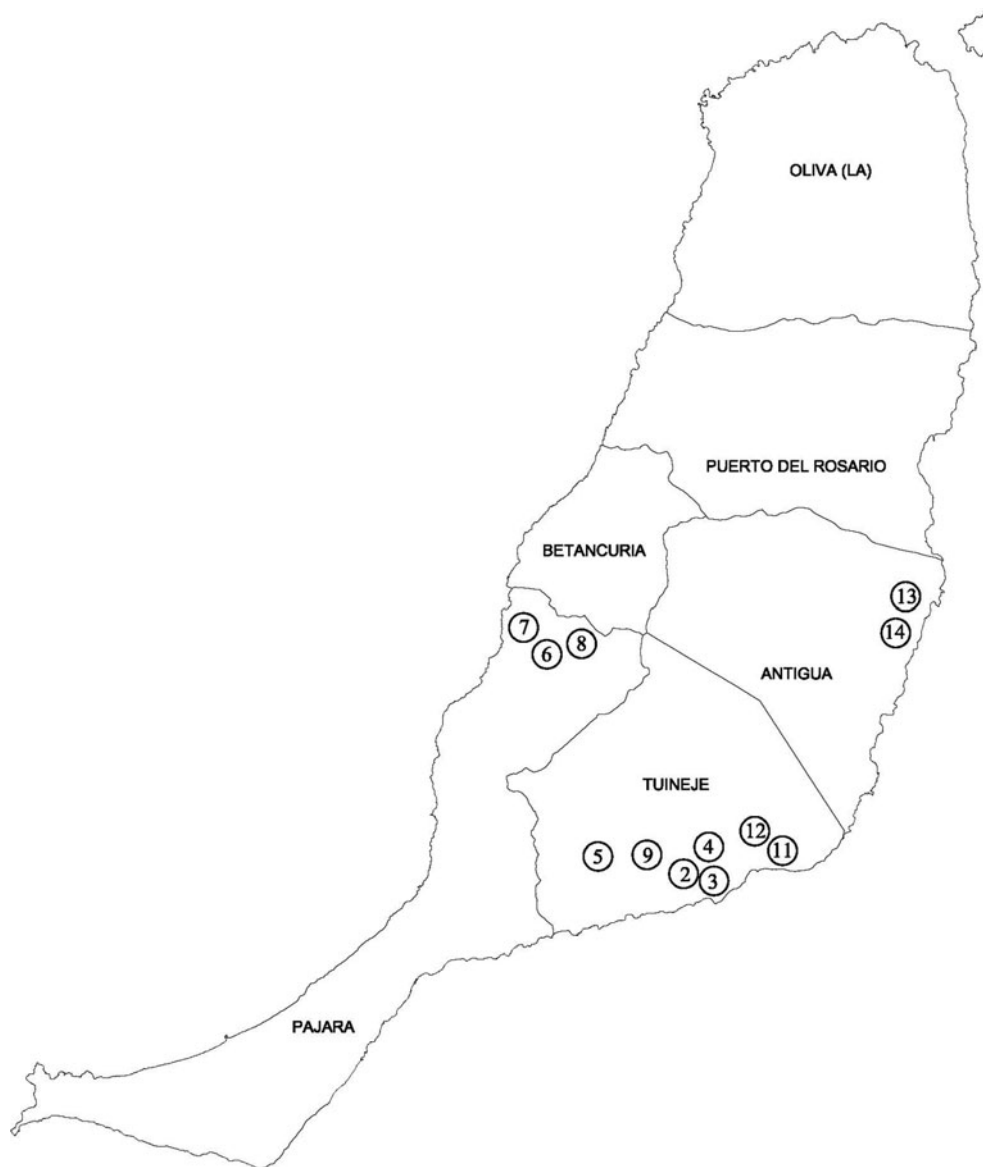 OLIVA (LA)
PUERTO DEL ROSARIO
BETANCURIA
13
7
14
8
6
ANTIGUA
TUINEJE
12
4
11
5
9
2
3
PAJARA